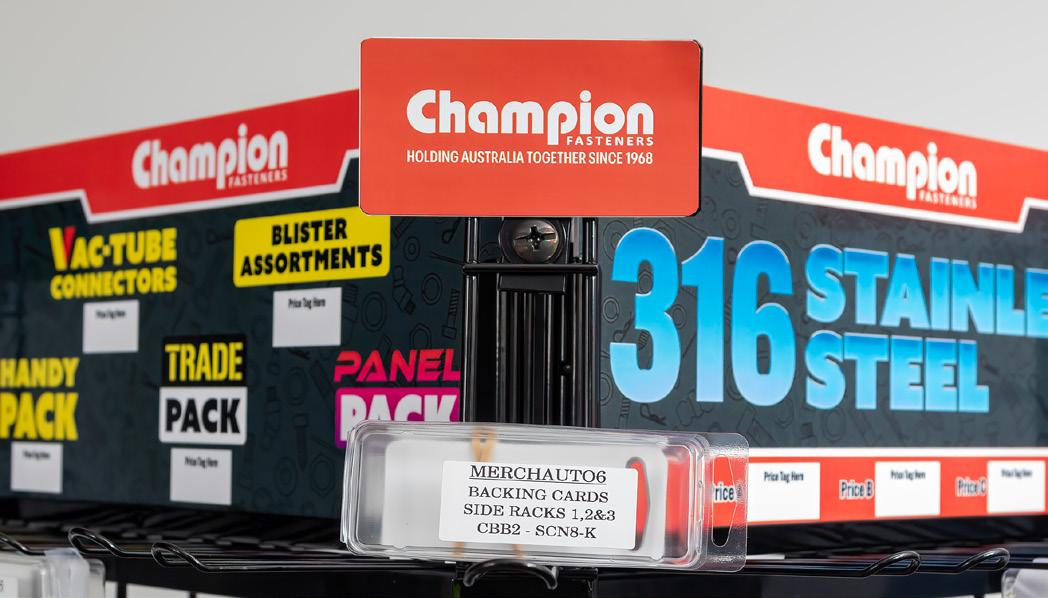 Champion
FASTENERS
HOLDING AUSTRALIA TOGETHER SINCE 1968
Champion
FASTENERS
VAC-TUBE
CONNECTORS
Price Tag Here
BLISTER
ASSORTMENTS
Price Tag Here
HANDY
PACK
Price Tag Here
TRADE
PACK
Price Tag Here
PANEL
PACK
Champion
FASTENERS
316
STAINLE
STEEL
Price
Price Tag Here
Price B
Price Tag Here
Price C
Price Tag Here
MERCHAUTO6
BACKING CARDS
SIDE RACKS 1,2&3
CBB2 - SCN8-K